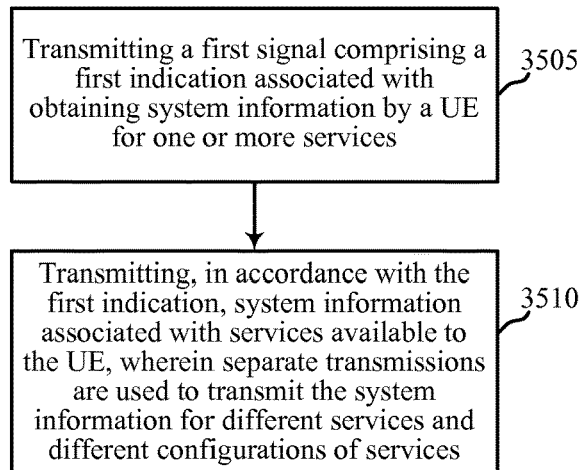 Transmitting a first signal comprising a
first indication associated with
obtaining system information by a UE
for one or more services
3505
Transmitting, in accordance with the
first indication, system information
associated with services available to
the UE, wherein separate transmissions
are used to transmit the system
information for different services and
different configurations of services
3510